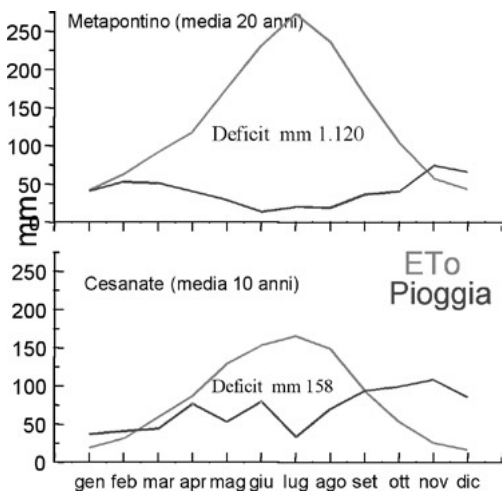 Metapontino (media 20 anni)
250
200
150
100
50
0
Deficit mm 1.120
mm
ETo
Pioggia
Cesanate (media 10 anni)
250
200
150
100
50
0
Deficit mm 158
gen feb mar apr mag giu lug ago set ott nov dic